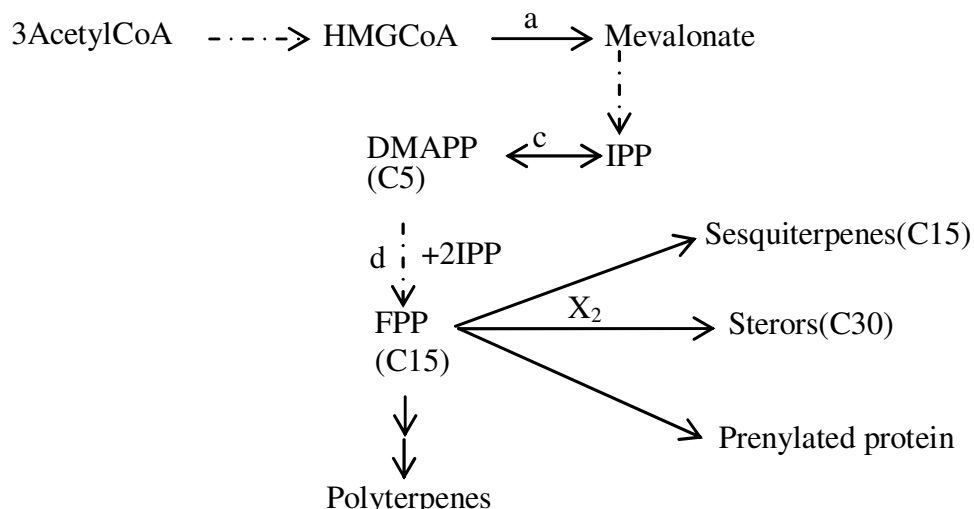 3AcetylCoA HMGCoA a Mevalonate
DMAPP c IPP
(C5)
d +2IPP
Sesquiterpenes(C15)
FPP X2 Sterors(C30)
(C15)
Prenylated protein
Polyterpenes